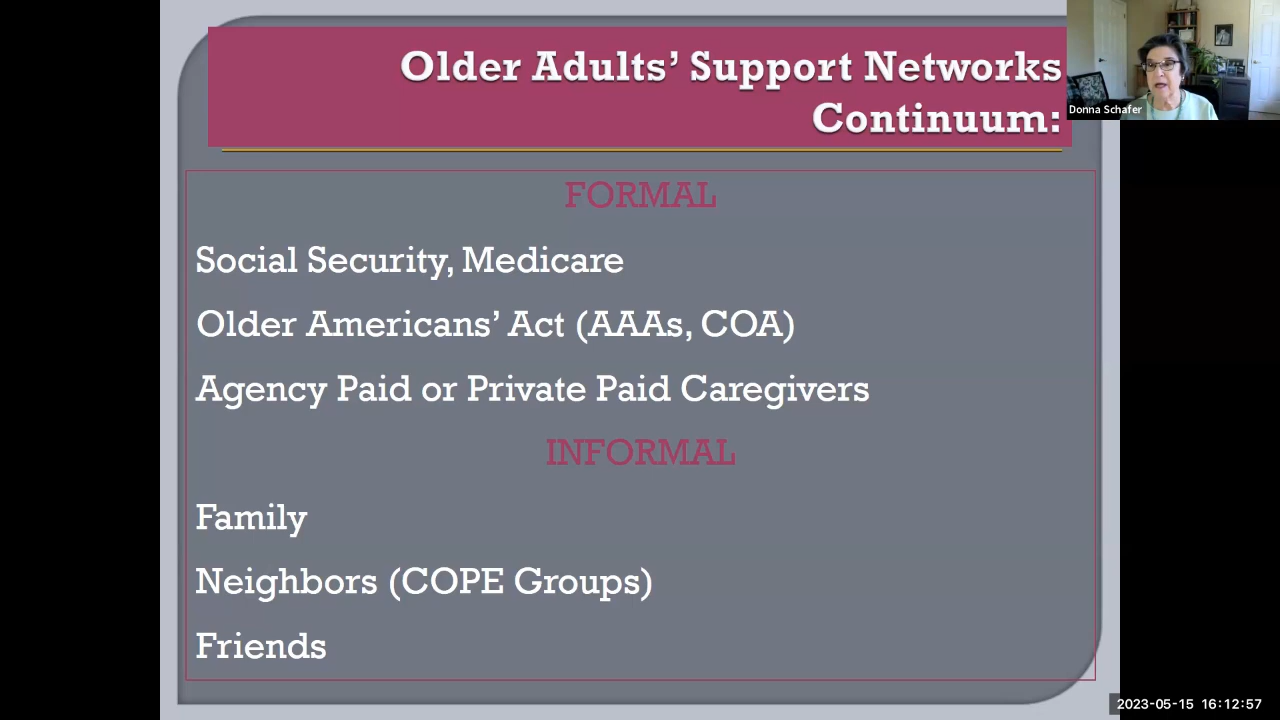 Older Adults’ Support Networks
Continuum:
Donna Schafer
FORMAL
Social Security, Medicare
Older Americans’ Act (AAAs, COA)
Agency Paid or Private Paid Caregivers
INFORMAL
Family
Neighbors (COPE Groups)
Friends
2023-05-15 16:12:57